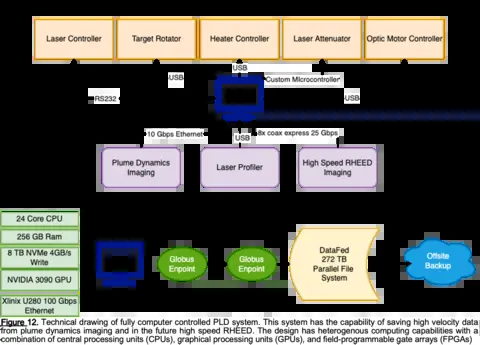 Laser Controller
Target Rotator
Heater Controller
Laser Attenuator
Optic Motor Controller
USB
USB
Custom Microcontroller
RS232
USB
10 Gbps Ethernet
USB
8x coax express 25 Gbps
Plume Dynamics
Imaging
Laser Profiler
High Speed RHEED
Imaging
24 Core CPU
256 GB Ram
8 TB NVMe 4GB/s
Write
NVIDIA 3090 GPU
Xlinix U280 100 Gbps
Ethernet
Globus
Enpoint
Globus
Enpoint
DataFed
272 TB
Parallel File
System
Offsite
Backup
Figure 12. Technical drawing of fully computer controlled PLD system. This system has the capability of saving high velocity data
from plume dynamics imaging and in the future high speed RHEED. The design has heterogenous computing capabilities with a
combination of central processing units (CPUs), graphical processing units (GPUs), and field-programmable gate arrays (FPGAs)